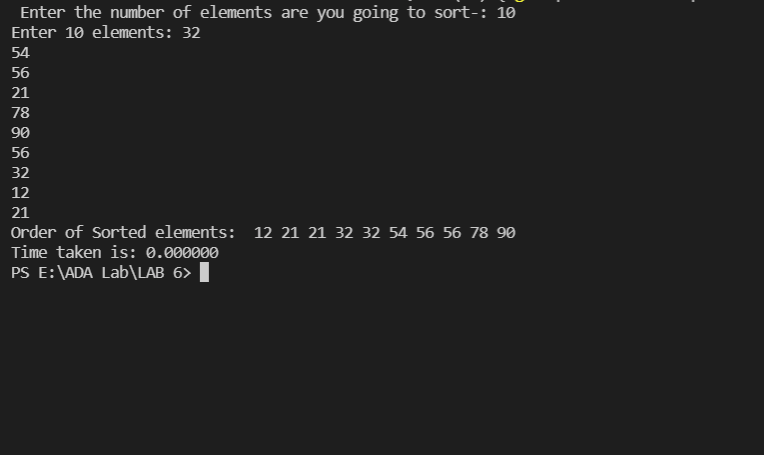 Enter the number of elements are you going to sort-: 10
Enter 10 elements: 32
54
56
21
78
90
56
32
12
21
Order of Sorted elements:  12 21 21 32 32 54 56 56 78 90
Time taken is: 0.000000
PS E:\ADA Lab\LAB 6>